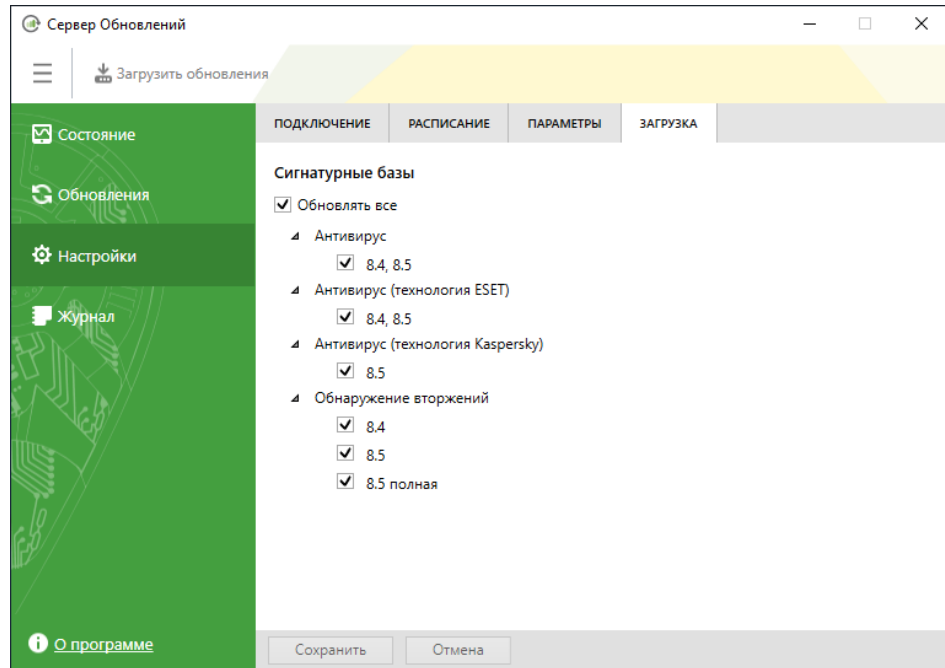 Сервер Обновлений
Загрузить обновления
Состояние
Обновления
Настройки
Журнал
О программе
ПОДКЛЮЧЕНИЕ РАСПИСАНИЕ ПАРАМЕТРЫ ЗАГРУЗКА
Сигнатурные базы
Обновлять все
Антивирус
8.4, 8.5
Антивирус (технология ESET)
8.4, 8.5
Антивирус (технология Kaspersky)
8.5
Обнаружение вторжений
8.4
8.5
8.5 полная
Сохранить Отмена